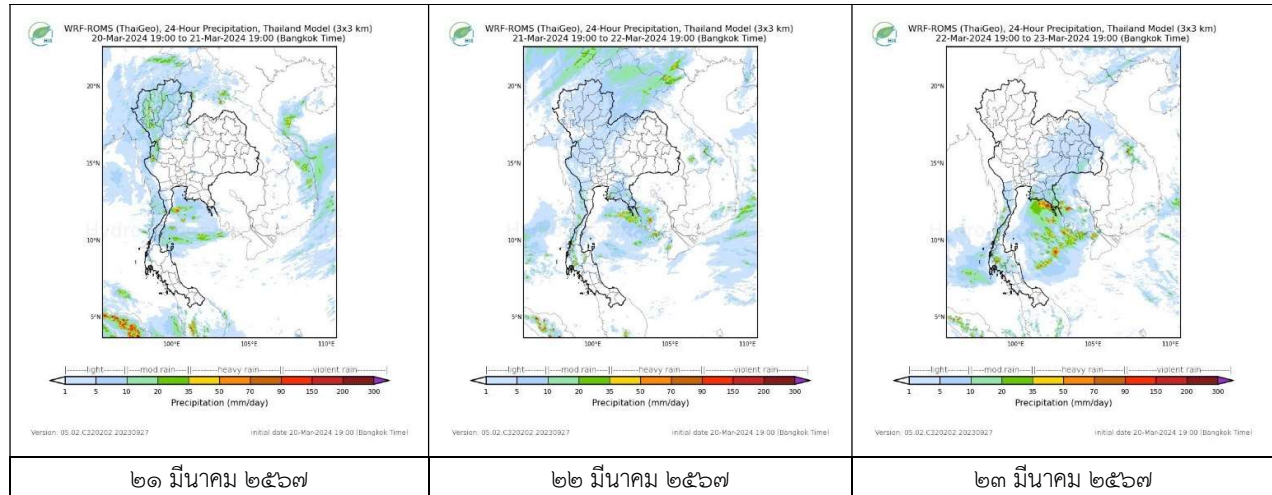 WRF-ROMS (ThaiGeo), 24-Hour Precipitation, Thailand Model (3x3 km)
20-Mar-2024 19:00 to 21-Mar-2024 19:00 (Bangkok Time)
20°N
15°N
10°N
5°N
100°E
105°E
110°E
light
mod.rain
heavy rain
violent rain
1 5 10 20 35 50 70 90 150 200 300
Precipitation (mm/day)
Version: 05.02.C320202 20230927
initial date 20-Mar-2024 19:00 (Bangkok Time)
๒๑ มีนาคม ๒๕๖๗
WRF-ROMS (ThaiGeo), 24-Hour Precipitation, Thailand Model (3x3 km)
21-Mar-2024 19:00 to 22-Mar-2024 19:00 (Bangkok Time)
20°N
15°N
10°N
5°N
100°E
105°E
110°E
light
mod.rain
heavy rain
violent rain
1 5 10 20 35 50 70 90 150 200 300
Precipitation (mm/day)
Version: 05.02.C320202 20230927
initial date 20-Mar-2024 19:00 (Bangkok Time)
๒๒ มีนาคม ๒๕๖๗
WRF-ROMS (ThaiGeo), 24-Hour Precipitation, Thailand Model (3x3 km)
22-Mar-2024 19:00 to 23-Mar-2024 19:00 (Bangkok Time)
20°N
15°N
10°N
5°N
100°E
105°E
110°E
light
mod.rain
heavy rain
violent rain
1 5 10 20 35 50 70 90 150 200 300
Precipitation (mm/day)
Version: 05.02.C320202 20230927
initial date 20-Mar-2024 19:00 (Bangkok Time)
๒๓ มีนาคม ๒๕๖๗